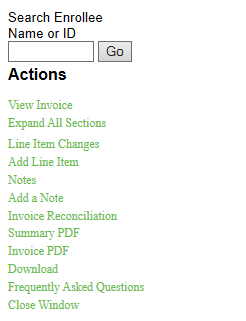 Search Enrollee
Name or ID
Go
Actions
View Invoice
Expand All Sections
Line Item Changes
Add Line Item
Notes
Add a Note
Invoice Reconciliation
Summary PDF
Invoice PDF
Download
Frequently Asked Questions
Close Window